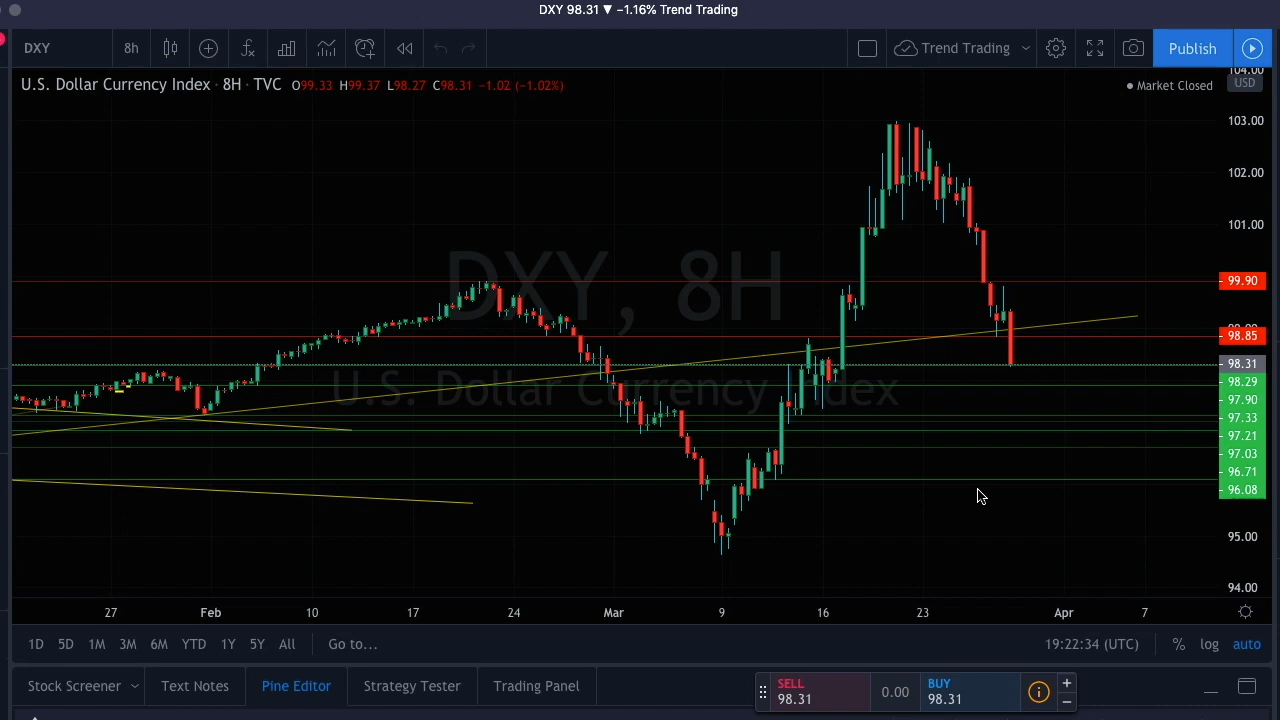 DXY 98.31 ▼ −1.16% Trend Trading
DXY 8h Trend Trading Publish
U.S. Dollar Currency Index · 8H · TVC O99.33 H99.37 L98.27 C98.31 −1.02 (−1.02%)
Market Closed
104.00
USD
103.00
102.00
101.00
99.90
98.85
98.31
98.29
97.90
97.33
97.21
97.03
96.71
96.08
95.00
94.00
DXY, 8H
U.S. Dollar Currency Index
27 Feb 10 17 24 Mar 9 16 23 Apr 7
1D 5D 1M 3M 6M YTD 1Y 5Y All Go to... 19:22:34 (UTC) % log auto
Stock Screener Text Notes Pine Editor Strategy Tester Trading Panel
SELL
98.31
0.00
BUY
98.31